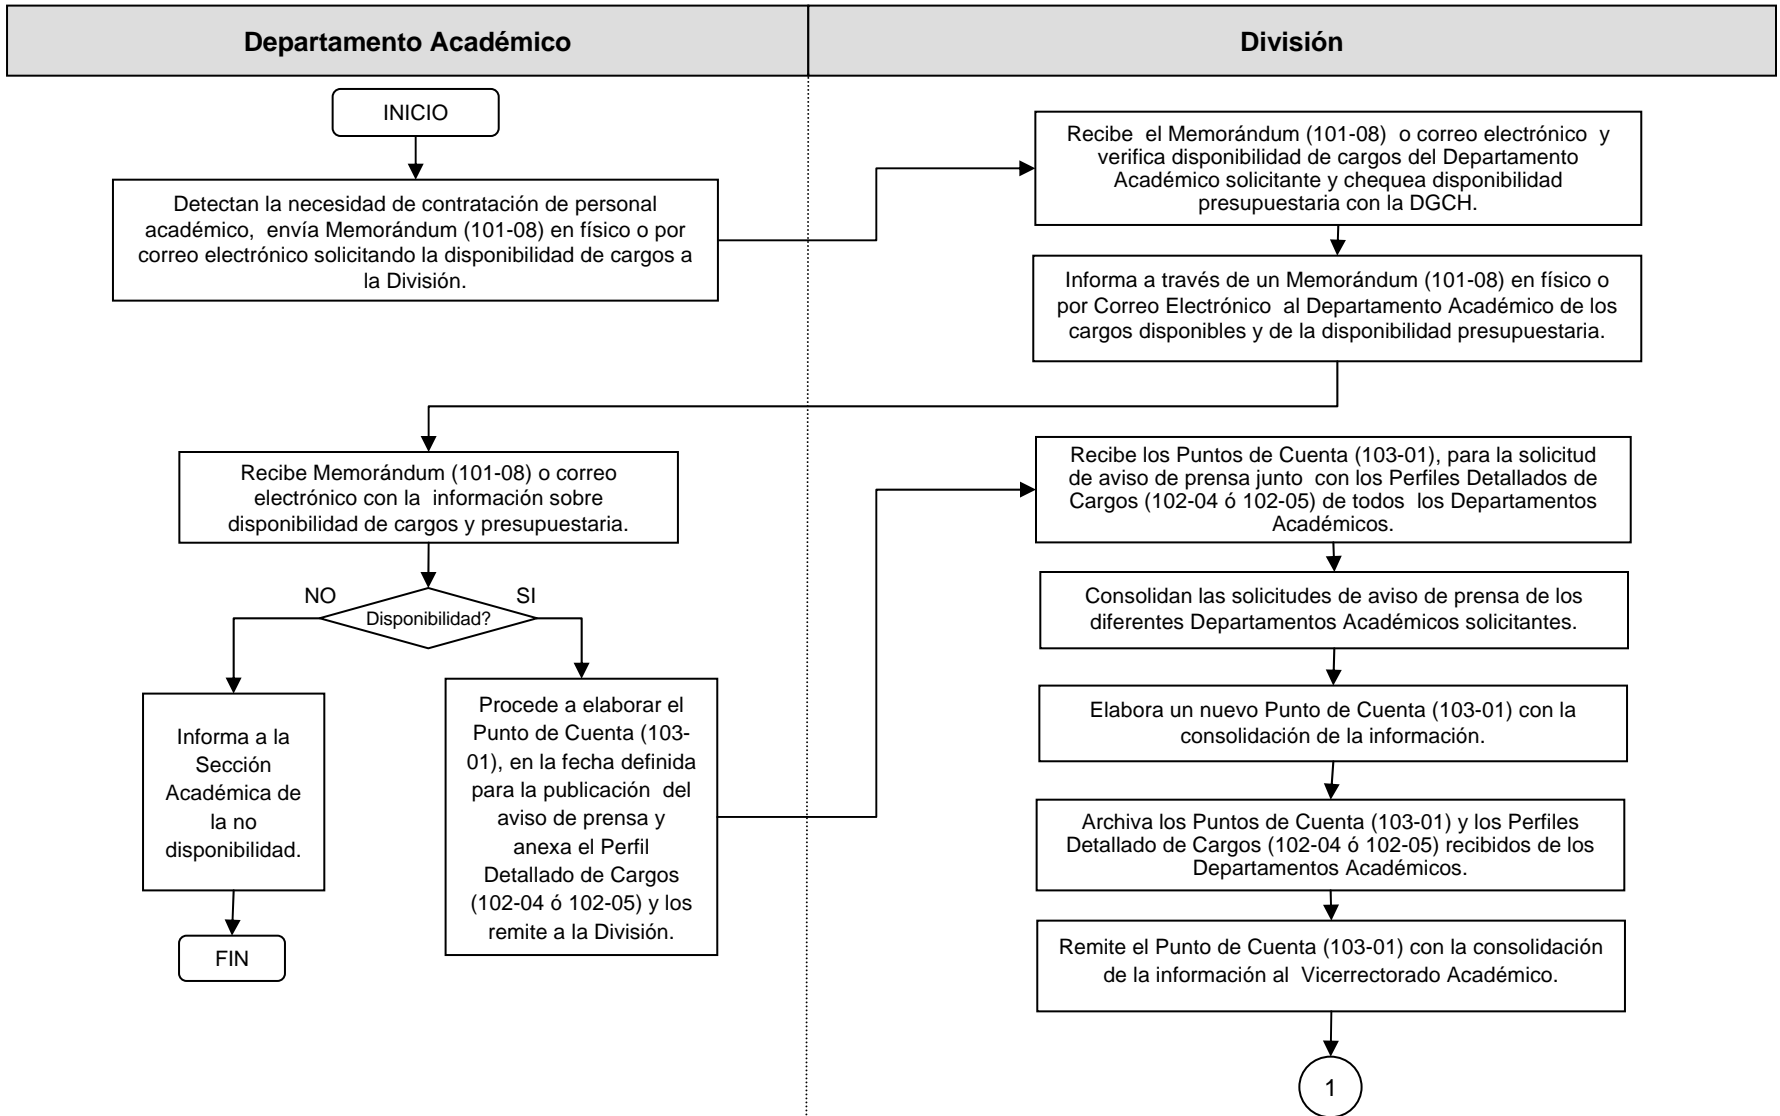 Departamento Académico
División
INICIO
Detectan la necesidad de contratación de personal
académico, envía Memorándum (101-08) en físico o por
correo electrónico solicitando la disponibilidad de cargos a
la División.
Recibe el Memorándum (101-08) o correo electrónico y
verifica disponibilidad de cargos del Departamento
Académico solicitante y chequea disponibilidad
presupuestaria con la DGCH.
Informa a través de un Memorándum (101-08) en físico o
por Correo Electrónico al Departamento Académico de los
cargos disponibles y de la disponibilidad presupuestaria.
Recibe Memorándum (101-08) o correo
electrónico con la información sobre
disponibilidad de cargos y presupuestaria.
NO
SI
Disponibilidad?
Informa a la
Sección
Académica de
la no
disponibilidad.
FIN
Procede a elaborar el
Punto de Cuenta (103-
01), en la fecha definida
para la publicación del
aviso de prensa y
anexa el Perfil
Detallado de Cargos
(102-04 ó 102-05) y los
remite a la División.
Recibe los Puntos de Cuenta (103-01), para la solicitud
de aviso de prensa junto con los Perfiles Detallados de
Cargos (102-04 ó 102-05) de todos los Departamentos
Académicos.
Consolidan las solicitudes de aviso de prensa de los
diferentes Departamentos Académicos solicitantes.
Elabora un nuevo Punto de Cuenta (103-01) con la
consolidación de la información.
Archiva los Puntos de Cuenta (103-01) y los Perfiles
Detallado de Cargos (102-04 ó 102-05) recibidos de los
Departamentos Académicos.
Remite el Punto de Cuenta (103-01) con la consolidación
de la información al Vicerrectorado Académico.
1